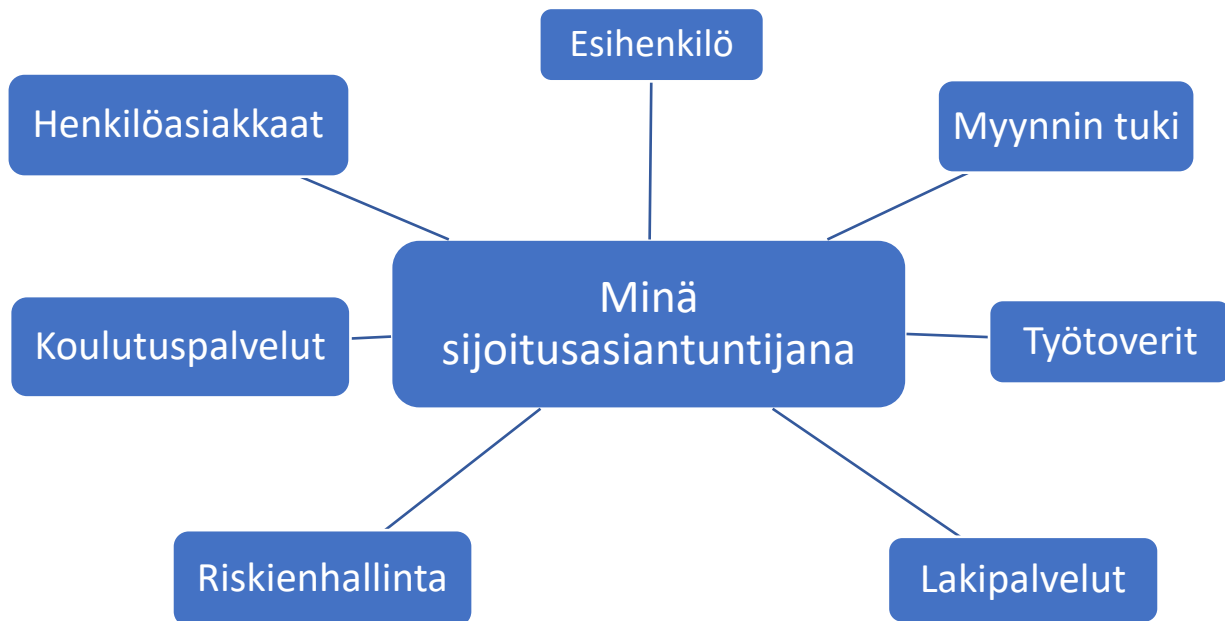 Esihenkilö
Henkilöasiakkaat
Myynnin tuki
Minä
sijoitusasiantuntijana
Koulutuspalvelut
Työtoverit
Riskienhallinta
Lakipalvelut